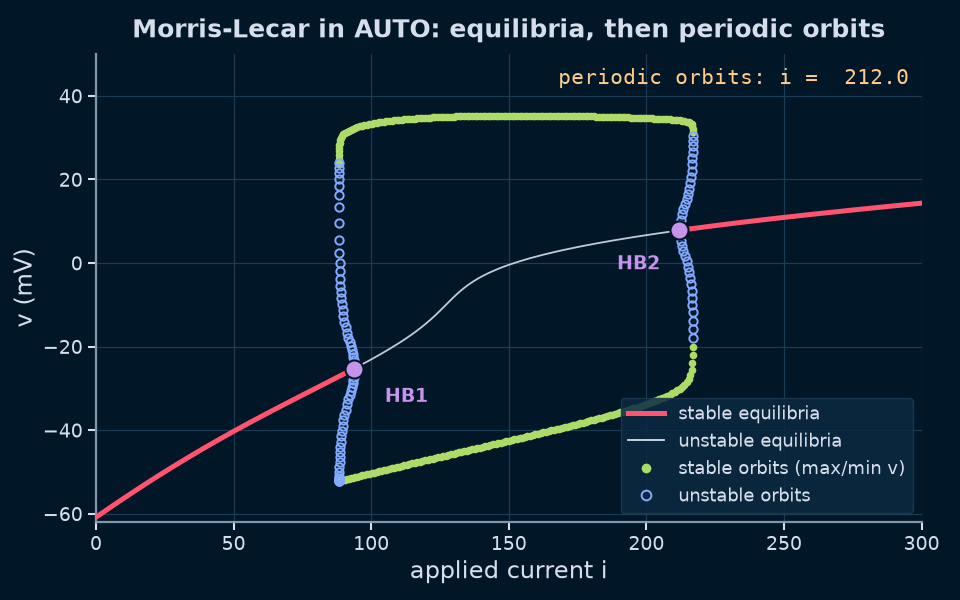 Morris-Lecar in AUTO: equilibria, then periodic orbits
periodic orbits: i =  212.0
v (mV)
40
20
0
−20
−40
−60
HB1
HB2
stable equilibria
unstable equilibria
stable orbits (max/min v)
unstable orbits
0 50 100 150 200 250 300
applied current i